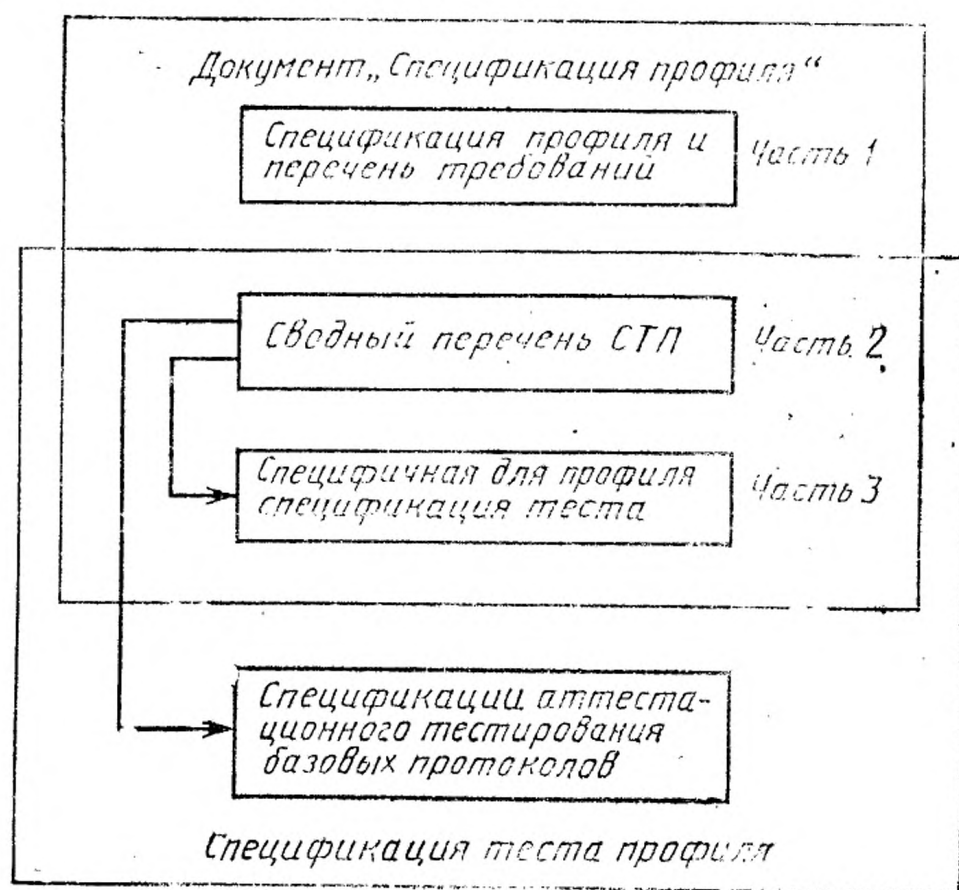 Документ „Спецификация профиля“
Спецификация профиля и
перечень требований
Часть 1
Сводный перечень СТП
Часть 2
Специфичная для профиля
спецификация теста
Часть 3
Спецификации аттеста-
ционного тестирования
базовых протоколов
Спецификация теста профиля